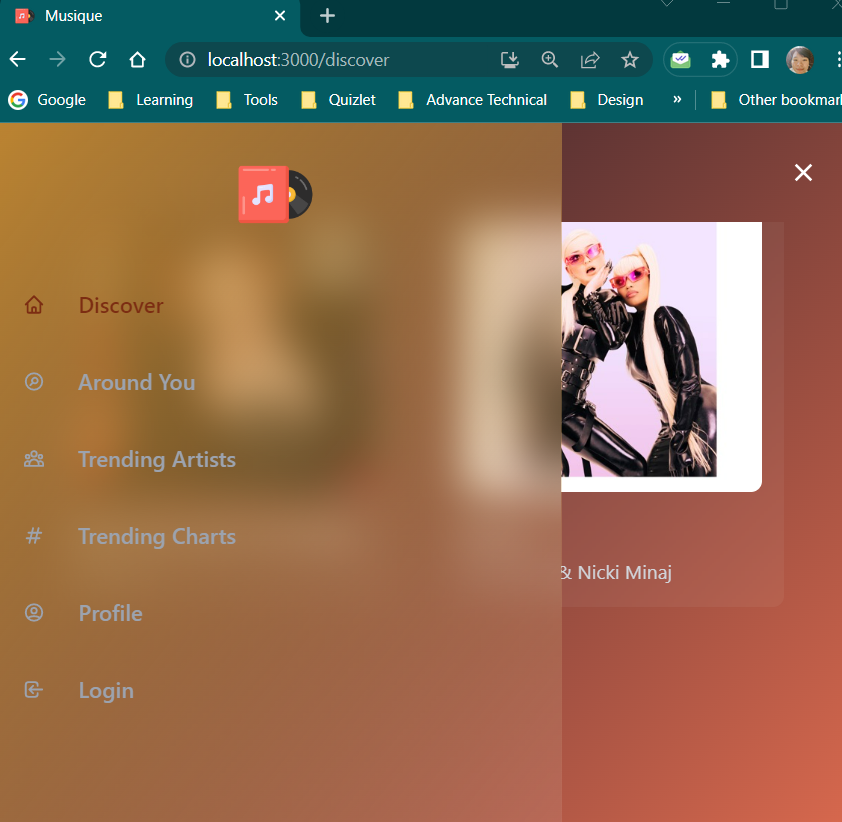 Musique
localhost:3000/discover
Google Learning Tools Quizlet Advance Technical Design » Other bookmar
Discover
Around You
Trending Artists
# Trending Charts
Profile
Login
& Nicki Minaj